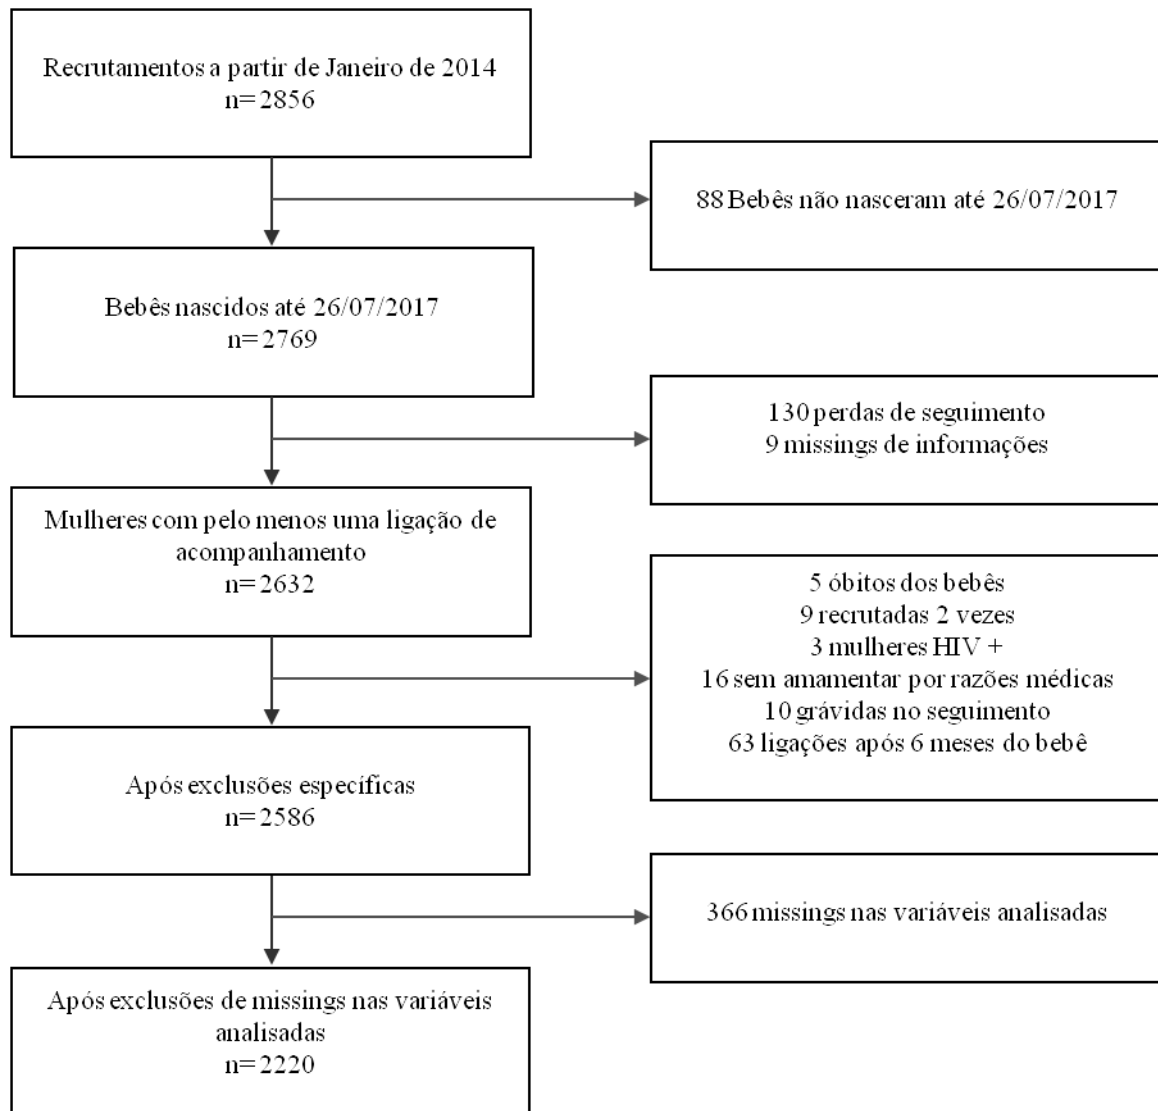 Recrutamentos a partir de Janeiro de 2014
n=2856
88 Bebês não nasceram até 26/07/2017
Bebês nascidos até 26/07/2017
n=2769
130 perdas de seguimento
9 missings de informações
Mulheres com pelo menos uma ligação de
acompanhamento
n=2632
5 óbitos dos bebês
9 recrutadas 2 vezes
3 mulheres HIV +
16 sem amamentar por razões médicas
10 grávidas no seguimento
63 ligações após 6 meses do bebê
Após exclusões específicas
n=2586
366 missings nas variáveis analisadas
Após exclusões de missings nas variáveis
analisadas
n=2220